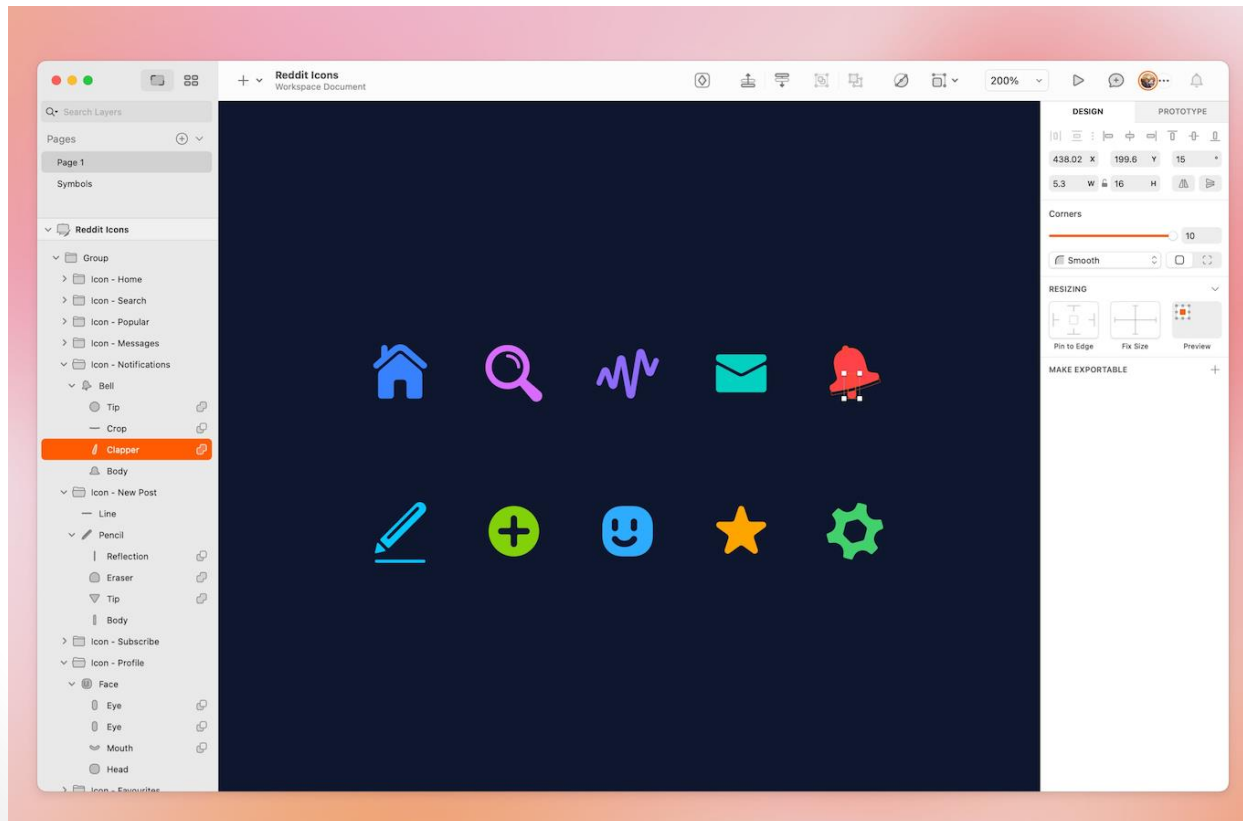 Reddit Icons
Workspace Document
200%
Search Layers
Pages
Page 1
Symbols
Reddit Icons
Group
Icon - Home
Icon - Search
Icon - Popular
Icon - Messages
Icon - Notifications
Bell
Tip
Crop
Clapper
Body
Icon - New Post
Line
Pencil
Reflection
Eraser
Tip
Body
Icon - Subscribe
Icon - Profile
Face
Eye
Eye
Mouth
Head
Icon - Favourites
DESIGN PROTOTYPE
438.02 X 199.6 Y 15 °
5.3 W 16 H
Corners
10
Smooth
RESIZING
Pin to Edge Fix Size Preview
MAKE EXPORTABLE